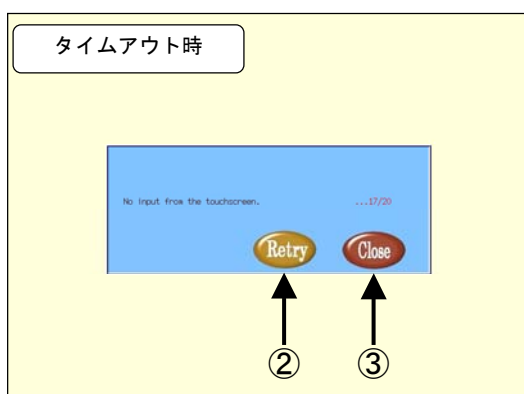 タイムアウト時
No input from the touchscreen. ...17/20
Retry Close
② ③